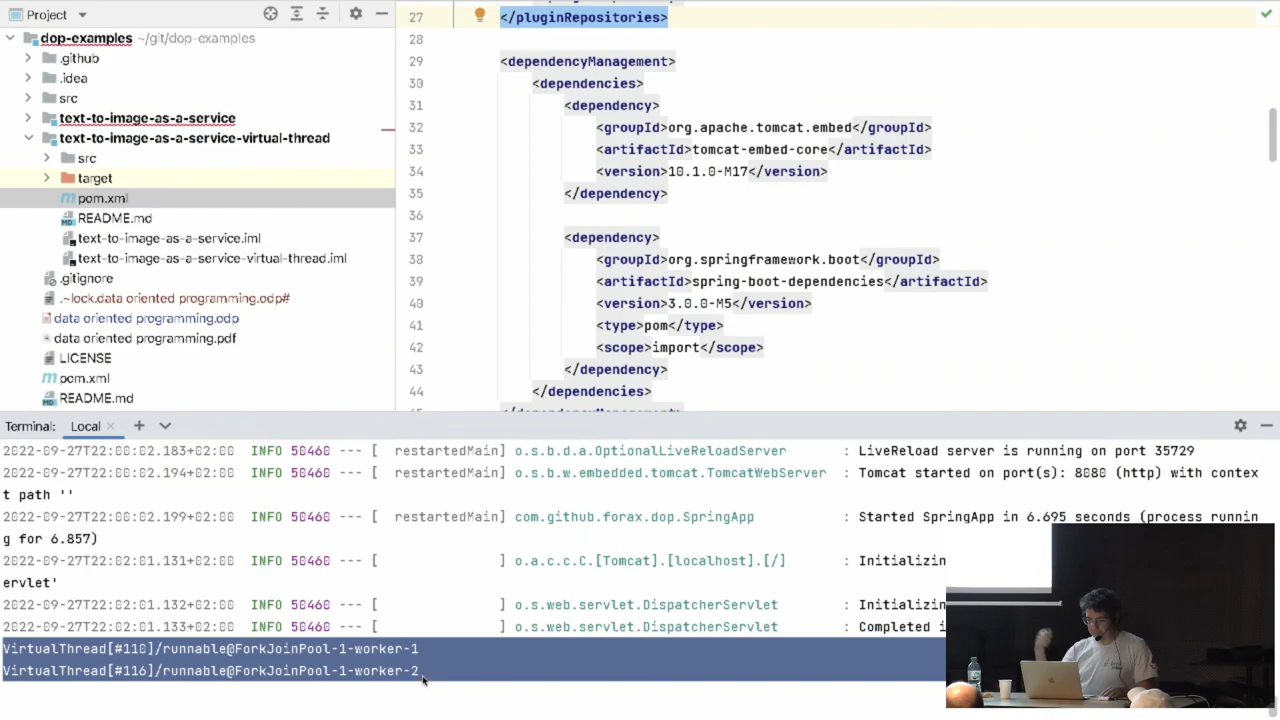 Project
dop-examples ~/git/dop-examples
.github
.idea
src
text-to-image-as-a-service
text-to-image-as-a-service-virtual-thread
src
target
pom.xml
README.md
text-to-image-as-a-service.iml
text-to-image-as-a-service-virtual-thread.iml
.gitignore
.~lock.data oriented programming.odp#
data oriented programming.odp
data oriented programming.pdf
LICENSE
pom.xml
README.md
27 </pluginRepositories>
28
29 <dependencyManagement>
30 <dependencies>
31 <dependency>
32 <groupId>org.apache.tomcat.embed</groupId>
33 <artifactId>tomcat-embed-core</artifactId>
34 <version>10.1.0-M17</version>
35 </dependency>
36
37 <dependency>
38 <groupId>org.springframework.boot</groupId>
39 <artifactId>spring-boot-dependencies</artifactId>
40 <version>3.0.0-M5</version>
41 <type>pom</type>
42 <scope>import</scope>
43 </dependency>
44 </dependencies>
Terminal: Local
2022-09-27T22:00:02.183+02:00 INFO 50460 --- [ restartedMain] o.s.b.d.a.OptionalLiveReloadServer : LiveReload server is running on port 35729
2022-09-27T22:00:02.194+02:00 INFO 50460 --- [ restartedMain] o.s.b.w.embedded.tomcat.TomcatWebServer : Tomcat started on port(s): 8080 (http) with contex
t path ''
2022-09-27T22:00:02.199+02:00 INFO 50460 --- [ restartedMain] com.github.forax.dop.SpringApp : Started SpringApp in 6.695 seconds (process runnin
g for 6.857)
2022-09-27T22:02:01.131+02:00 INFO 50460 --- [ ] o.a.c.c.C.[Tomcat].[localhost].[/] : Initializin
ervlet'
2022-09-27T22:02:01.132+02:00 INFO 50460 --- [ ] o.s.web.servlet.DispatcherServlet : Initializin
2022-09-27T22:02:01.133+02:00 INFO 50460 --- [ ] o.s.web.servlet.DispatcherServlet : Completed i
VirtualThread[#110]/runnable@ForkJoinPool-1-worker-1
VirtualThread[#116]/runnable@ForkJoinPool-1-worker-2